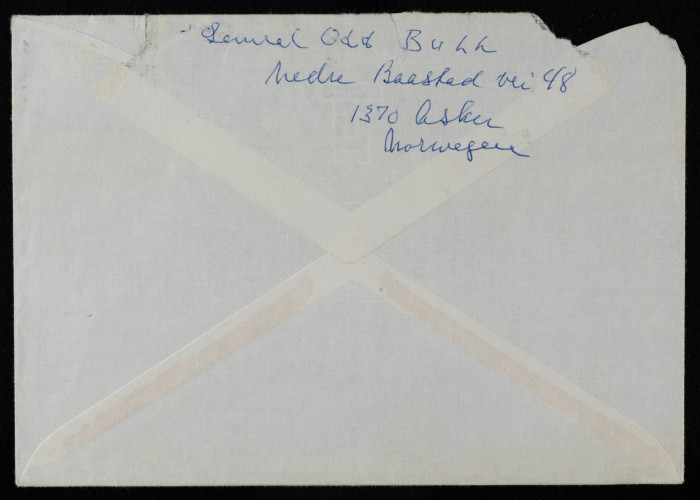 General Odd Bull
Nedre Baastad vei 48
1370 Asker
Norwegen